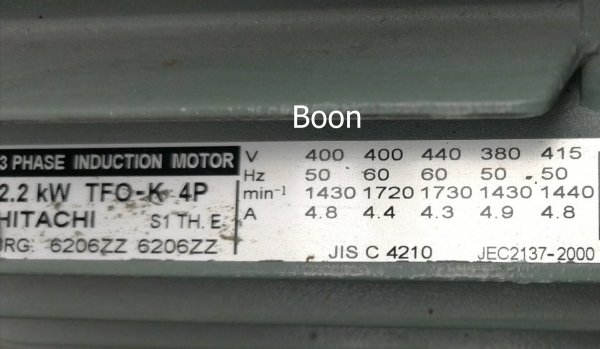 Boon
3 PHASE INDUCTION MOTOR
2.2 kW TFO-K 4P
HITACHI S1 TH. E
BRG. 6206ZZ 6206ZZ
V 400 400 440 380 415
Hz 50 60 60 50 50
min⁻¹ 1430 1720 1730 1430 1440
A 4.8 4.4 4.3 4.9 4.8
JIS C 4210 JEC2137-2000